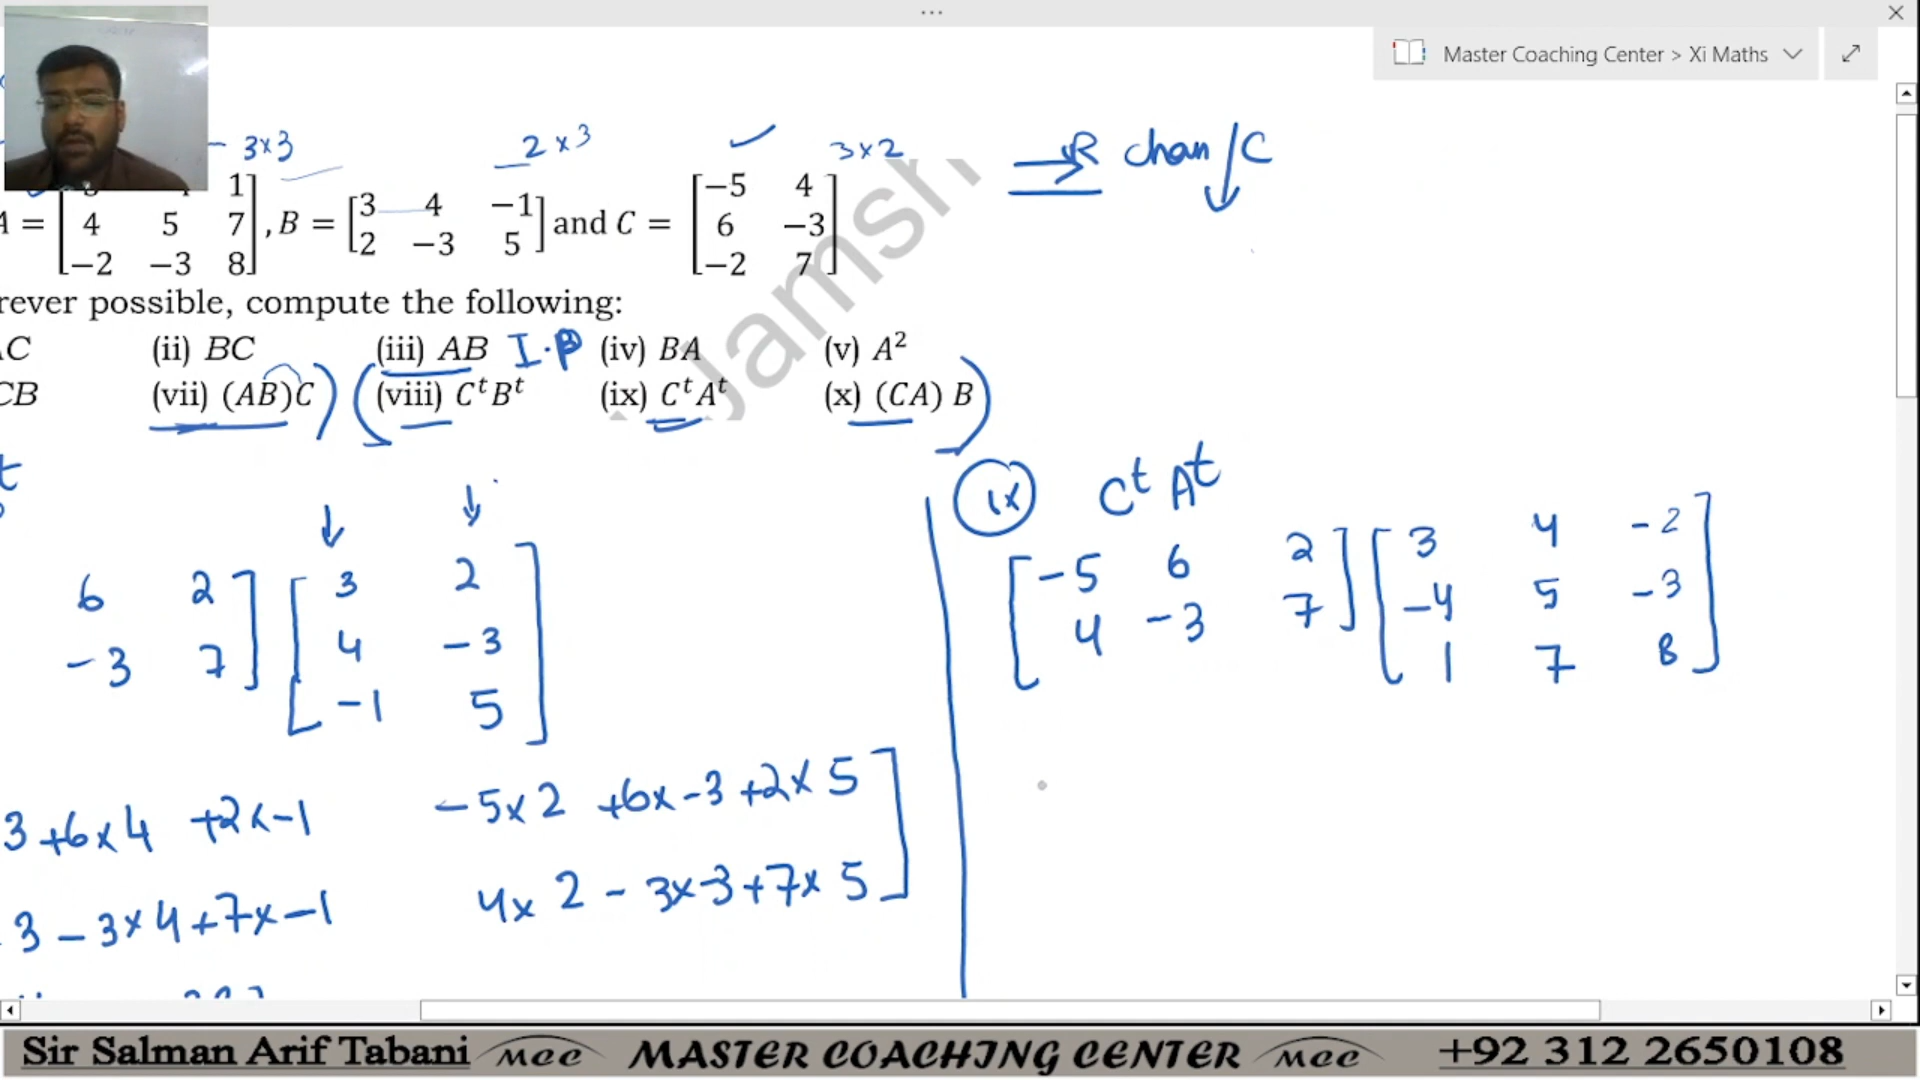 Master Coaching Center > Xi Maths
- 3×3
2×3
3×2
R chan / C
A = [ 1
4 5 7
-2 -3 8 ], B = [ 3 4 -1
2 -3 5 ] and C = [ -5 4
6 -3
-2 7 ]
rever possible, compute the following:
C (ii) BC (iii) AB I.P (iv) BA (v) A²
CB (vii) (AB)C (viii) CᵗBᵗ (ix) CᵗAᵗ (x) (CA) B
Jamsh
t
6 2 ] [ 3 2
-3 7 ] 4 -3
-1 5 ]
3+6×4 +2×-1 -5×2 +6×-3+2×5 ]
3-3×4+7×-1 4×2-3×-3+7×5 ]
ix Cᵗ Aᵗ
[ -5 6 2 ] [ 3 4 -2 ]
4 -3 7 ] -4 5 -3
1 7 8 ]
Sir Salman Arif Tabani MCC MASTER COACHING CENTER MCC +92 312 2650108